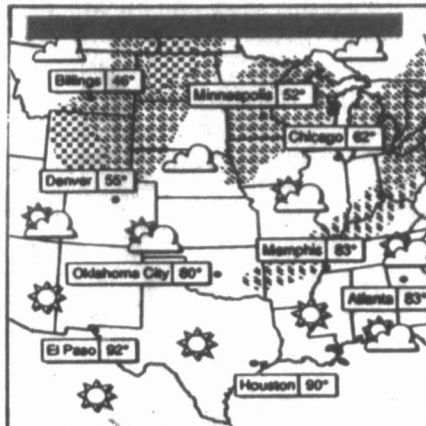 Billings 46°
Minneapolis 52°
Chicago 62°
Denver 55°
Memphis 83°
Oklahoma City 80°
Atlanta 83°
El Paso 92°
Houston 90°